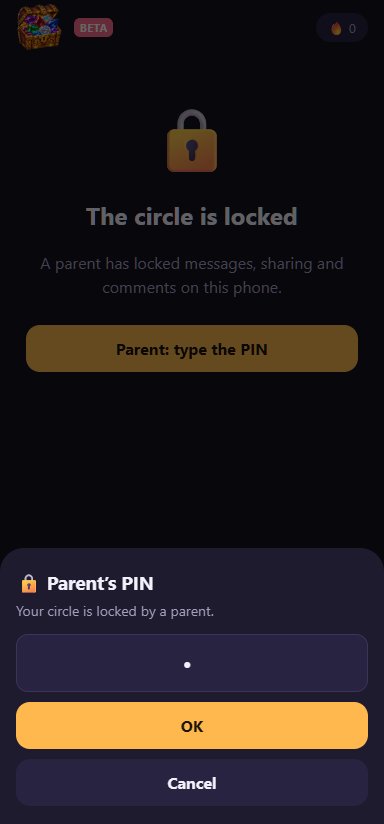 BETA
0
The circle is locked
A parent has locked messages, sharing and
comments on this phone.
Parent: type the PIN
Parent’s PIN
Your circle is locked by a parent.
•
OK
Cancel